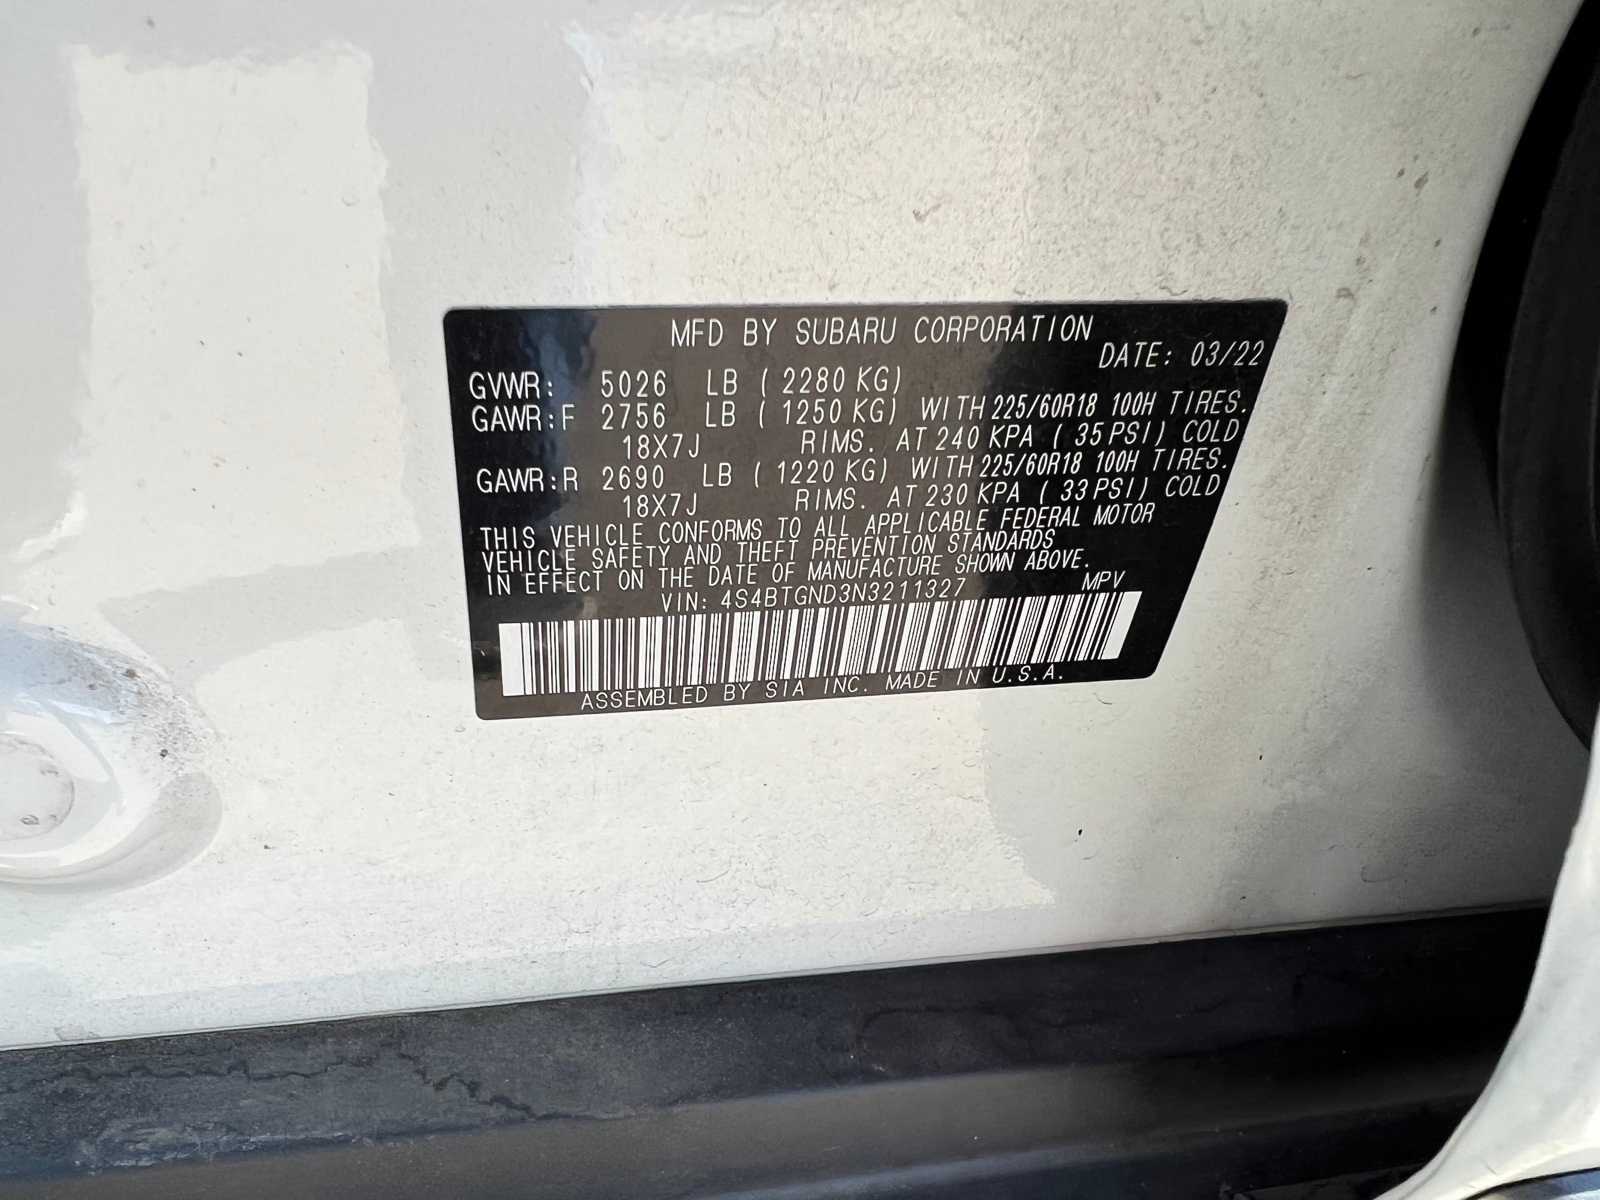 MFD BY SUBARU CORPORATION
DATE: 03/22
GVWR: 5026 LB ( 2280 KG)
GAWR:F 2756 LB ( 1250 KG) WITH 225/60R18 100H TIRES.
18X7J RIMS. AT 240 KPA ( 35 PSI) COLD
GAWR:R 2690 LB ( 1220 KG) WITH 225/60R18 100H TIRES.
18X7J RIMS. AT 230 KPA ( 33 PSI) COLD
THIS VEHICLE CONFORMS TO ALL APPLICABLE FEDERAL MOTOR
VEHICLE SAFETY AND THEFT PREVENTION STANDARDS
IN EFFECT ON THE DATE OF MANUFACTURE SHOWN ABOVE.
VIN: 4S4BTGND3N3211327 MPV
ASSEMBLED BY SIA INC. MADE IN U.S.A.